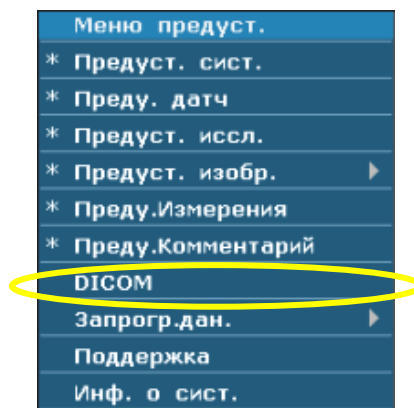 Меню предуст.
* Предуст. сист.
* Преду. датч
* Предуст. иссл.
* Предуст. изобр.
* Преду.Измерения
* Преду.Комментарий
DICOM
Запрогр.дан.
Поддержка
Инф. о сист.